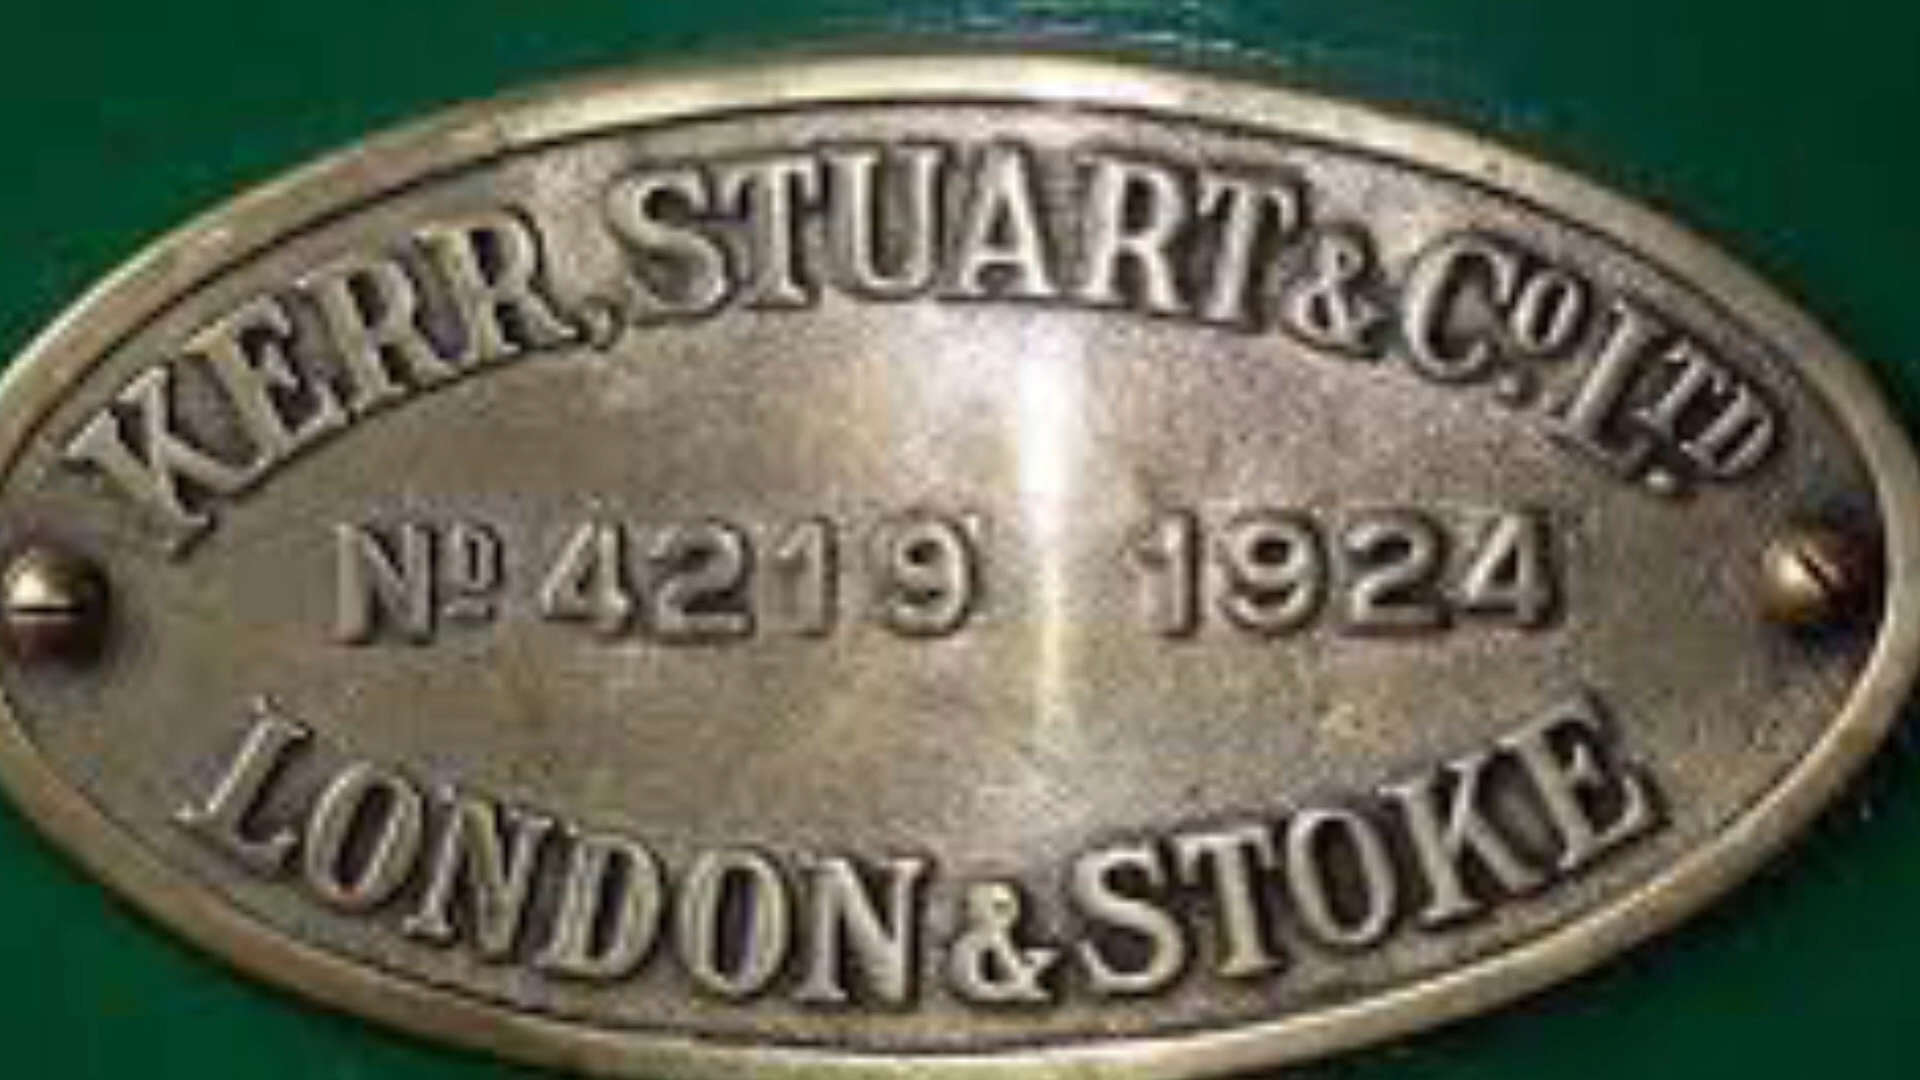 KERR, STUART & Co. LTD.
No 4219 1924
LONDON & STOKE